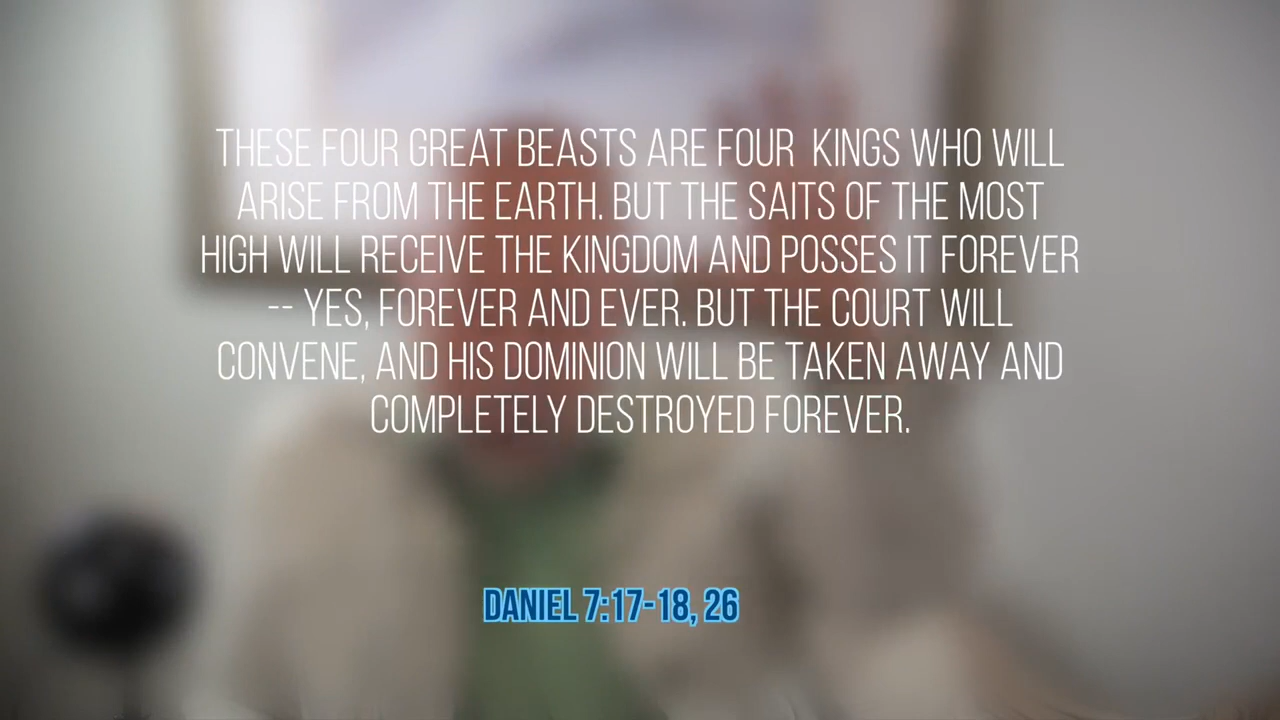 THESE FOUR GREAT BEASTS ARE FOUR KINGS WHO WILL
ARISE FROM THE EARTH. BUT THE SAITS OF THE MOST
HIGH WILL RECEIVE THE KINGDOM AND POSSES IT FOREVER
-- YES, FOREVER AND EVER. BUT THE COURT WILL
CONVENE, AND HIS DOMINION WILL BE TAKEN AWAY AND
COMPLETELY DESTROYED FOREVER.
DANIEL 7:17-18, 26